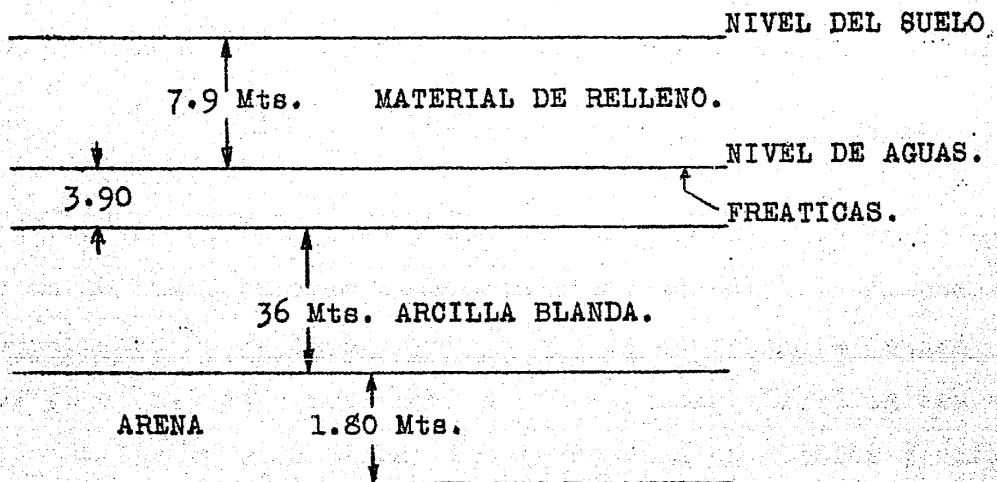 NIVEL DEL SUELO.
7.9 Mts. MATERIAL DE RELLENO.
NIVEL DE AGUAS.
3.90
FREATICAS.
36 Mts. ARCILLA BLANDA.
ARENA 1.80 Mts.